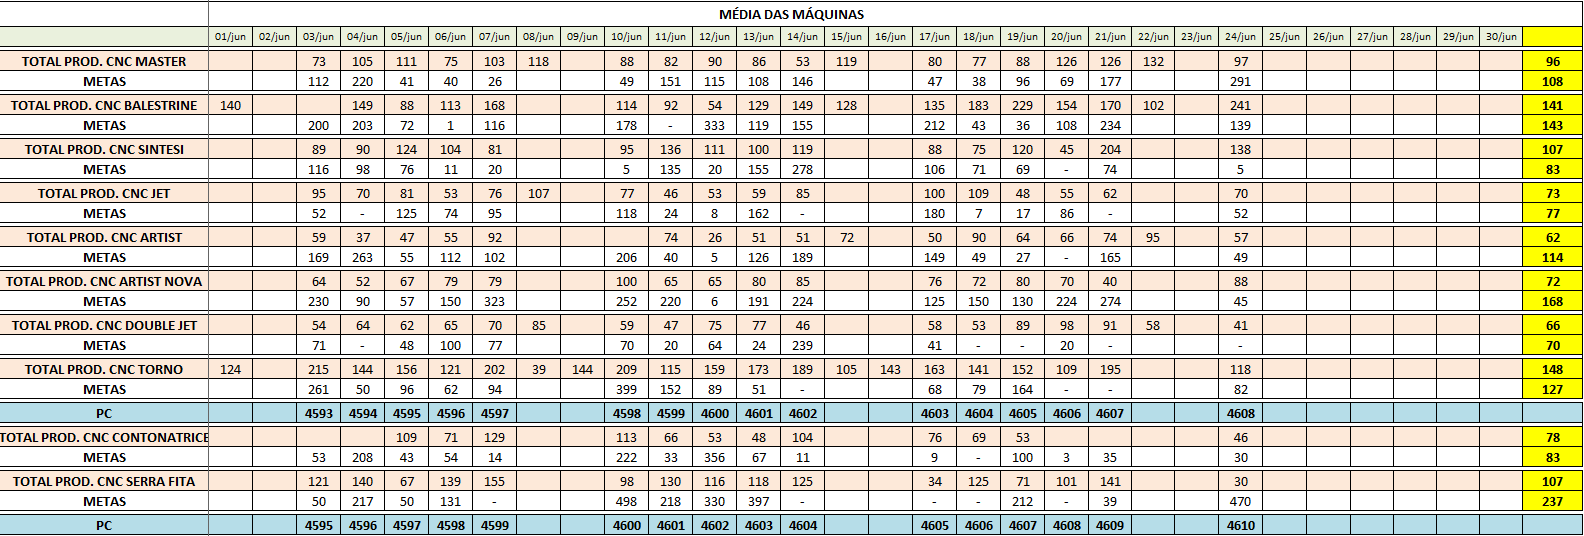 MÉDIA DAS MÁQUINAS
01/jun 02/jun 03/jun 04/jun 05/jun 06/jun 07/jun 08/jun 09/jun 10/jun 11/jun 12/jun 13/jun 14/jun 15/jun 16/jun 17/jun 18/jun 19/jun 20/jun 21/jun 22/jun 23/jun 24/jun 25/jun 26/jun 27/jun 28/jun 29/jun 30/jun
TOTAL PROD. CNC MASTER 73 105 111 75 103 118 88 82 90 86 53 119 80 77 88 126 126 132 97 96
METAS 112 220 41 40 26 49 151 115 108 146 47 38 96 69 177 291 108
TOTAL PROD. CNC BALESTRINE 140 149 88 113 168 114 92 54 129 149 128 135 183 229 154 170 102 241 141
METAS 200 203 72 1 116 178 - 333 119 155 212 43 36 108 234 139 143
TOTAL PROD. CNC SINTESI 89 90 124 104 81 95 136 111 100 119 88 75 120 45 204 138 107
METAS 116 98 76 11 20 5 135 20 155 278 106 71 69 - 74 5 83
TOTAL PROD. CNC JET 95 70 81 53 76 107 77 46 53 59 85 100 109 48 55 62 70 73
METAS 52 - 125 74 95 118 24 8 162 - 180 7 17 86 - 52 77
TOTAL PROD. CNC ARTIST 59 37 47 55 92 74 26 51 51 72 50 90 64 66 74 95 57 62
METAS 169 263 55 112 102 206 40 5 126 189 149 49 27 - 165 49 114
TOTAL PROD. CNC ARTIST NOVA 64 52 67 79 79 100 65 65 80 85 76 72 80 70 40 88 72
METAS 230 90 57 150 323 252 220 6 191 224 125 150 130 224 274 45 168
TOTAL PROD. CNC DOUBLE JET 54 64 62 65 70 85 59 47 75 77 46 58 53 89 98 91 58 41 66
METAS 71 - 48 100 77 70 20 64 24 239 41 - - 20 - - 70
TOTAL PROD. CNC TORNO 124 215 144 156 121 202 39 144 209 115 159 173 189 105 143 163 141 152 109 195 118 148
METAS 261 50 96 62 94 399 152 89 51 - 68 79 164 - - 82 127
PC 4593 4594 4595 4596 4597 4598 4599 4600 4601 4602 4603 4604 4605 4606 4607 4608
TOTAL PROD. CNC CONTONATRICE 109 71 129 113 66 53 48 104 76 69 53 46 78
METAS 53 208 43 54 14 222 33 356 67 11 9 - 100 3 35 30 83
TOTAL PROD. CNC SERRA FITA 121 140 67 139 155 98 130 116 118 125 34 125 71 101 141 30 107
METAS 50 217 50 131 - 498 218 330 397 - - - 212 - 39 470 237
PC 4595 4596 4597 4598 4599 4600 4601 4602 4603 4604 4605 4606 4607 4608 4609 4610